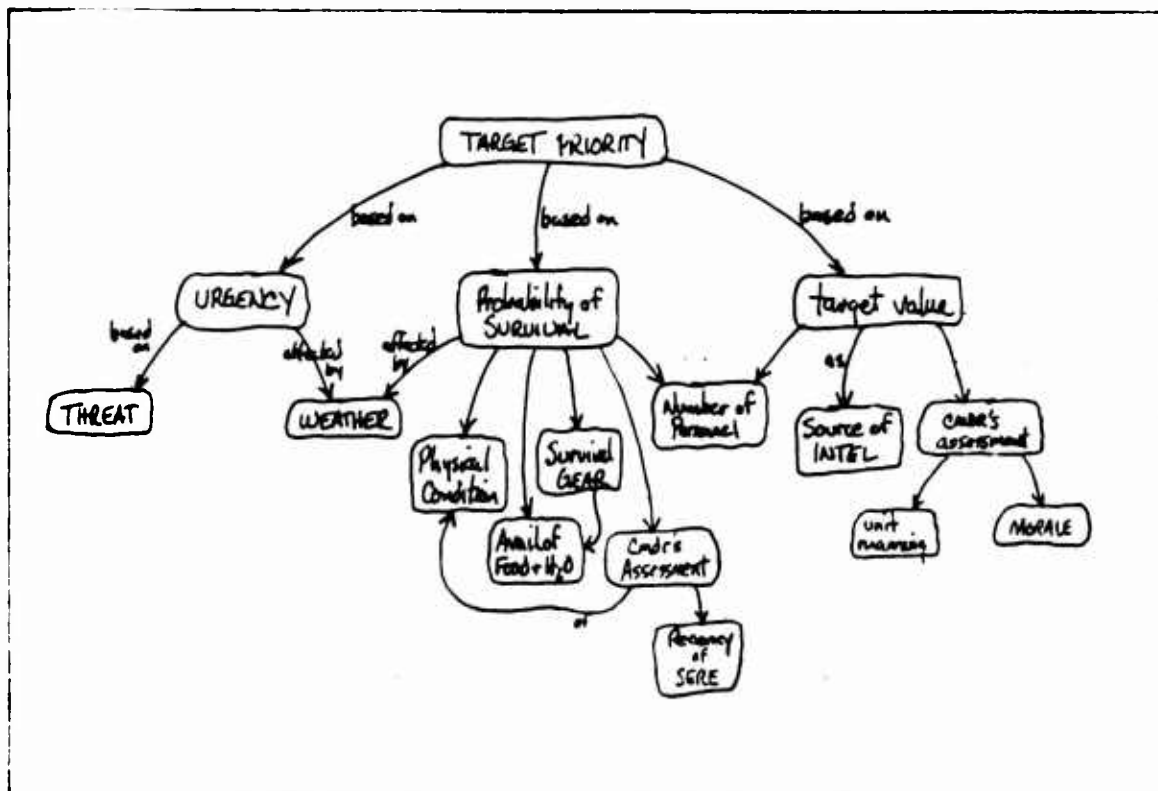 TARGET PRIORITY
based on
based on
based on
URGENCY
Probability of
SURVIVAL
target value
based
on
affected
by
affected
by
as
THREAT
WEATHER
Number of
Personnel
Source of
INTEL
CMDR'S
assessment
Physical
Condition
Survival
GEAR
unit
manning
MORALE
Avail of
Food + H2O
Cmdr's
Assessment
of
Recency
of
SERE